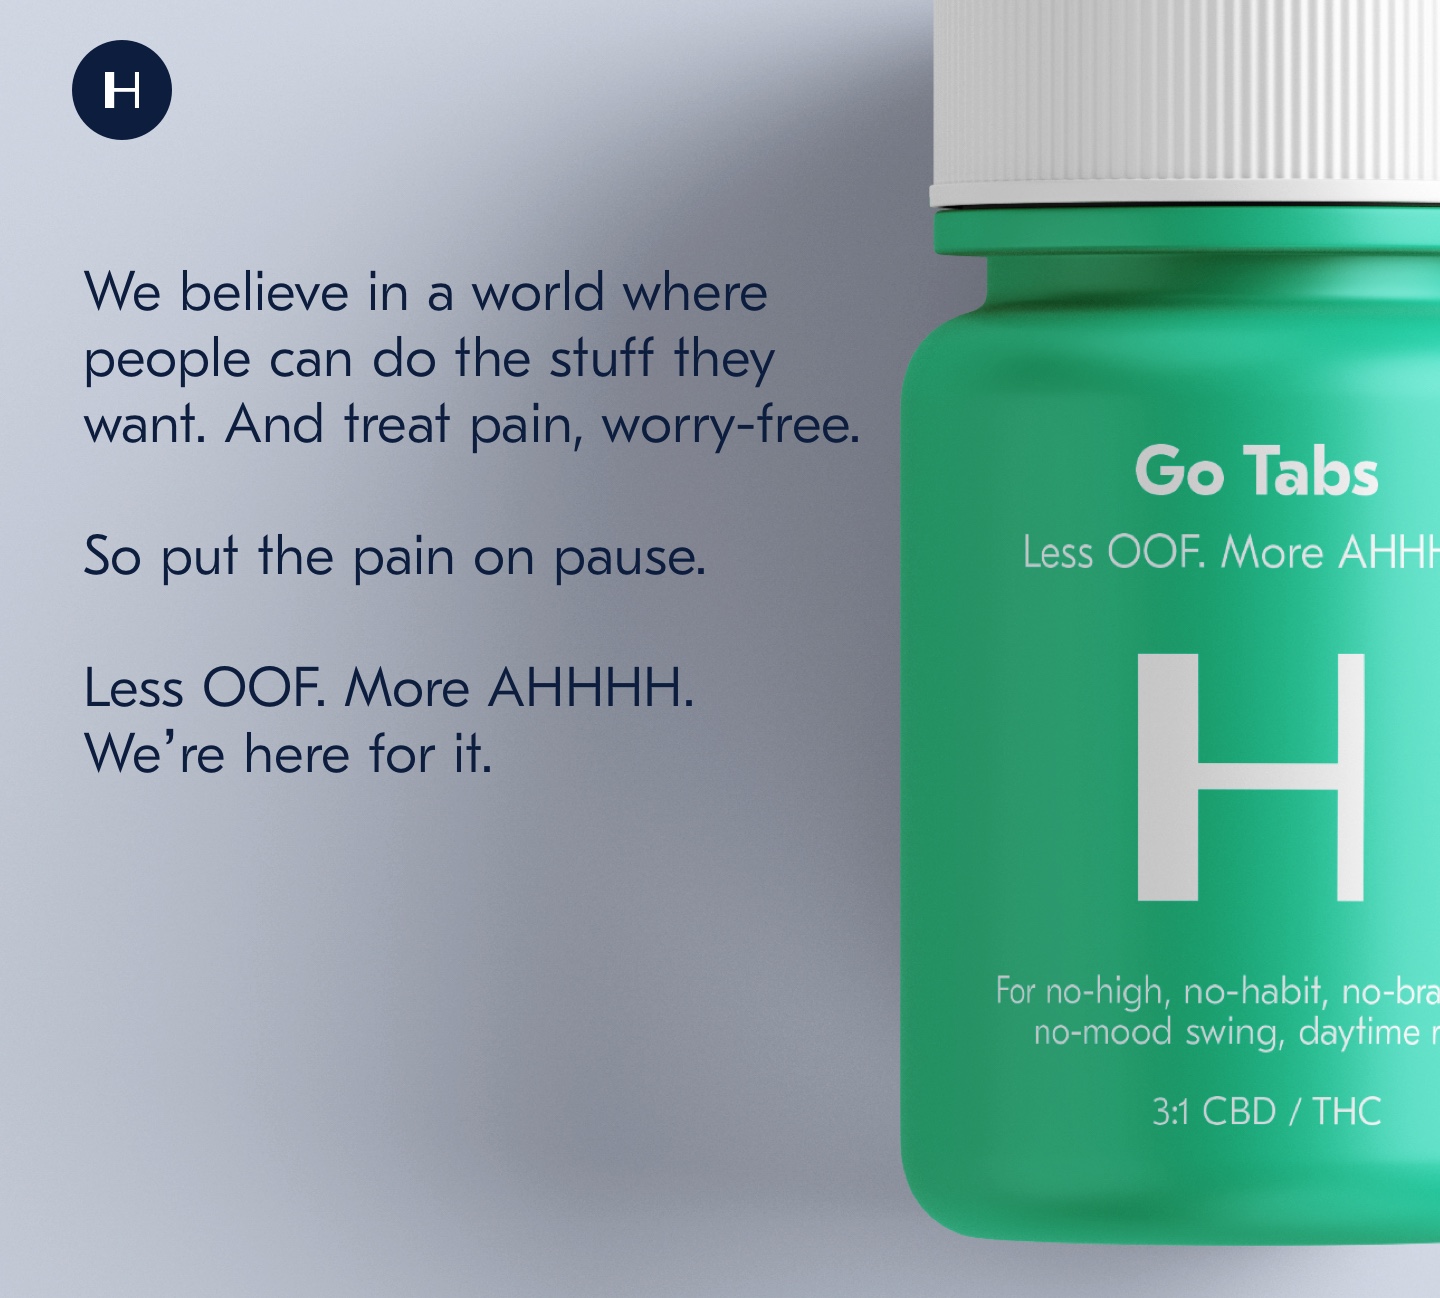 H
We believe in a world where
people can do the stuff they
want. And treat pain, worry-free.
So put the pain on pause.
Less OOF. More AHHHH.
We’re here for it.
Go Tabs
Less OOF. More AHHH
H
For no-high, no-habit,
no-mood swing, daytime
3:1 CBD / THC